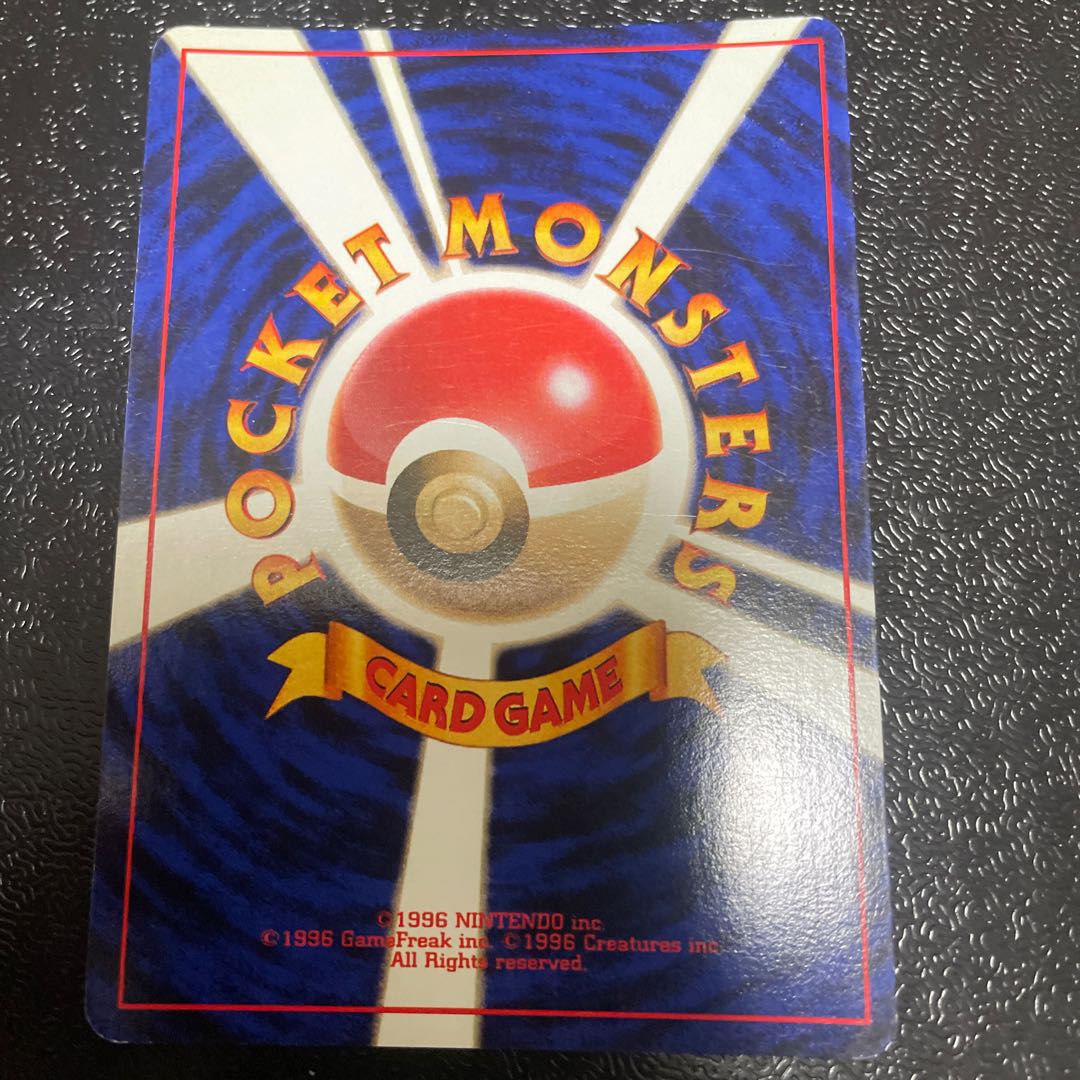 POCKET MONSTERS
CARD GAME
©1996 NINTENDO inc.
©1996 GameFreak inc. ©1996 Creatures inc.
All Rights reserved.